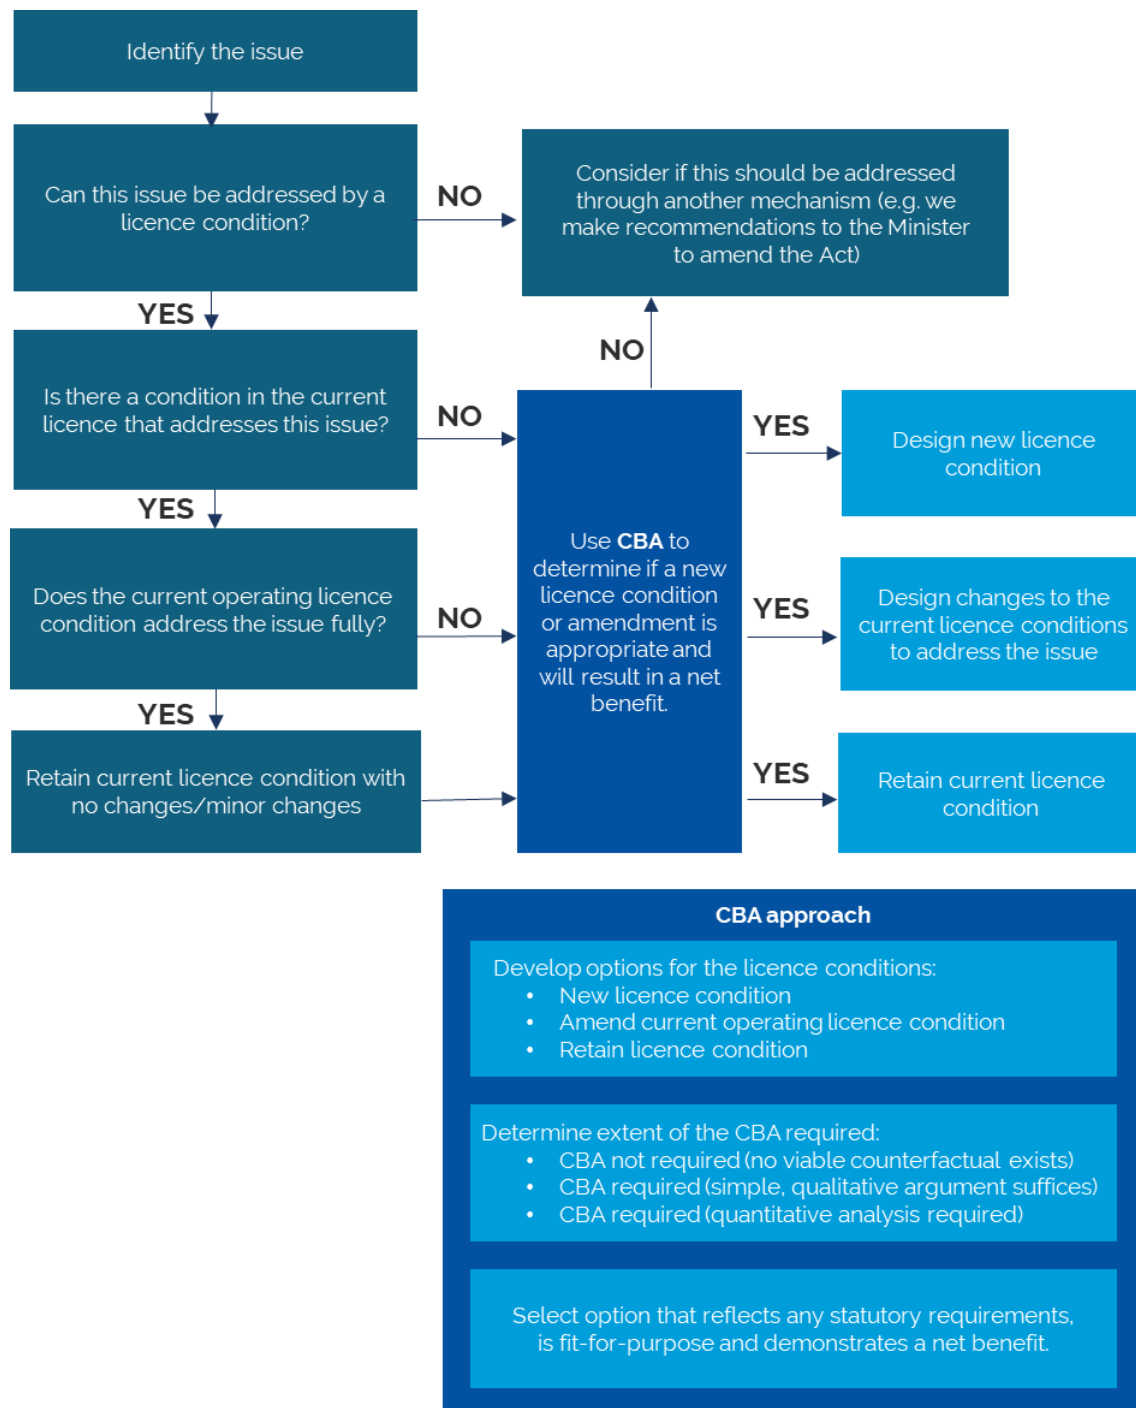 Identify the issue
Can this issue be addressed by a
licence condition?
NO
Consider if this should be addressed
through another mechanism (e.g. we
make recommendations to the Minister
to amend the Act)
YES
NO
Is there a condition in the current
licence that addresses this issue?
NO
YES
Design new licence
condition
YES
Does the current operating licence
condition address the issue fully?
NO
Use CBA to
determine if a new
licence condition
or amendment is
appropriate and
will result in a net
benefit.
YES
Design changes to the
current licence conditions
to address the issue
YES
Retain current licence condition with
no changes/minor changes
YES
Retain current licence
condition
CBA approach
Develop options for the licence conditions:
• New licence condition
• Amend current operating licence condition
• Retain licence condition
Determine extent of the CBA required:
• CBA not required (no viable counterfactual exists)
• CBA required (simple, qualitative argument suffices)
• CBA required (quantitative analysis required)
Select option that reflects any statutory requirements,
is fit-for-purpose and demonstrates a net benefit.